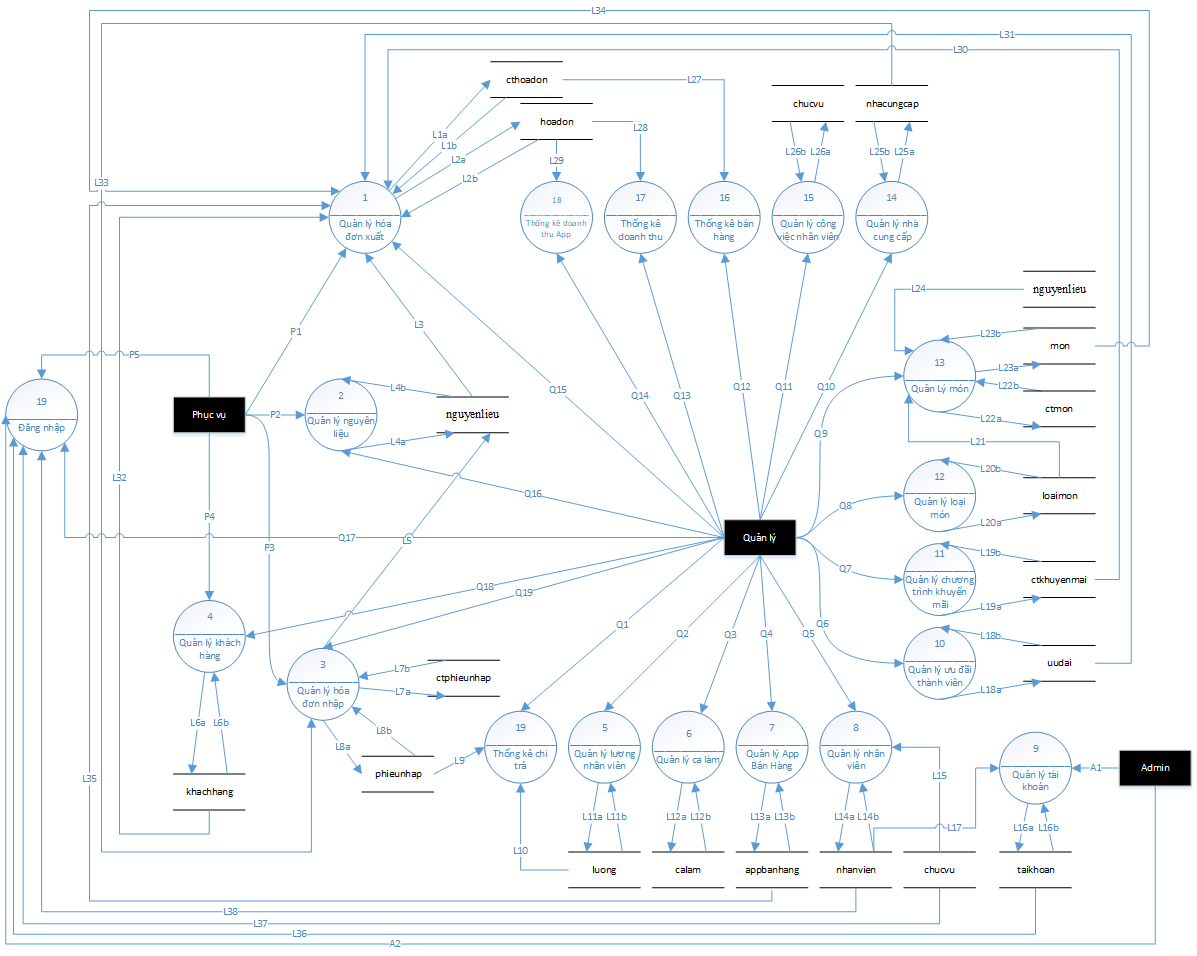 L34
L31
L30
cthoadon
L27
chucvu
nhacungcap
hoadon
L28
L1a
L1b
L2a
L2b
L29
L26b
L26a
L25b
L25a
L33
1
Quản lý hóa
đơn xuất
18
Thống kê doanh
thu App
17
Thống kê
doanh thu
16
Thống kê bán
hàng
15
Quản lý công
việc nhân viên
14
Quản lý nhà
cung cấp
nguyenlieu
L24
L23b
mon
13
Quản Lý món
L23a
L22b
ctmon
L22a
L21
P1
L3
P5
19
Đăng nhập
Phục vụ
P2
2
Quản lý nguyên
liệu
L4b
L4a
nguyenlieu
Q15
Q14
Q13
Q12
Q11
Q10
Q9
12
Quản lý loại
món
L20b
loaimon
L20a
L32
Q16
Q8
P4
Q17
P3
L5
Quản lý
11
Quản lý chương
trình khuyến
mãi
L19b
ctkhuyenmai
L19a
Q7
Q18
Q19
4
Quản lý khách
hàng
Q1
Q2
Q3
Q4
Q5
Q6
10
Quản lý ưu đãi
thành viên
L18b
uudai
L18a
3
Quản lý hóa
đơn nhập
L7b
ctphieunhap
L7a
L6a
L6b
L8a
L8b
phieunhap
L9
19
Thống kê chi
trả
5
Quản lý lương
nhân viên
6
Quản lý ca làm
7
Quản lý App
Bán Hàng
8
Quản lý nhân
viên
9
Quản lý tài
khoản
A1
Admin
L35
khachhang
L15
L11a
L11b
L12a
L12b
L13a
L13b
L14a
L14b
L17
L16a
L16b
L10
luong
calam
appbanhang
nhanvien
chucvu
taikhoan
L38
L37
L36
A2